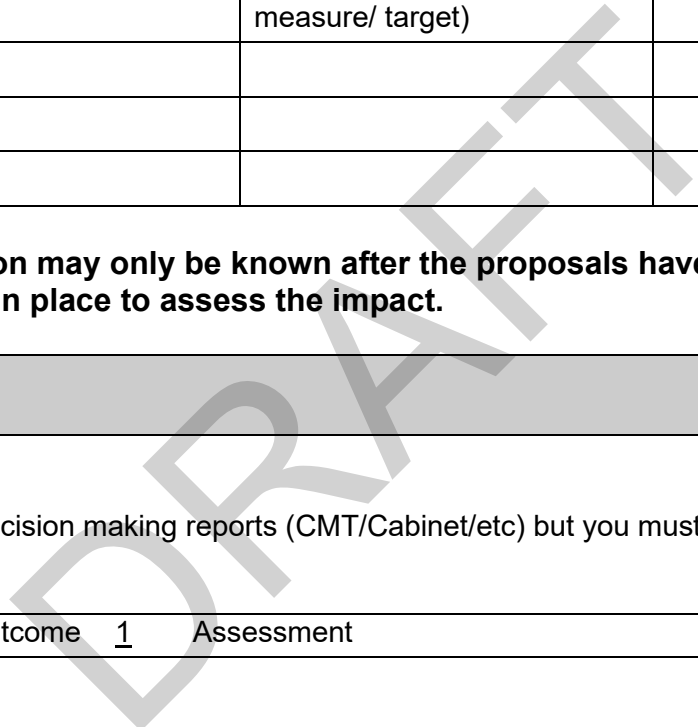 measure/ target)
on may only be known after the proposals have
n place to assess the impact.
cision making reports (CMT/Cabinet/etc) but you must
tcome 1 Assessment
DRAFT